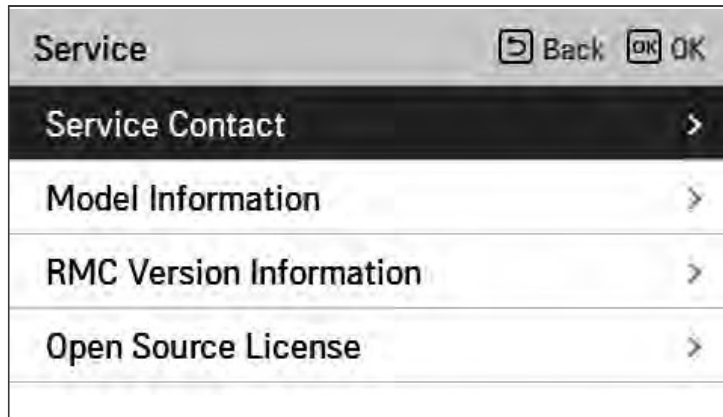 Service Back OK OK
Service Contact
Model Information
RMC Version Information
Open Source License